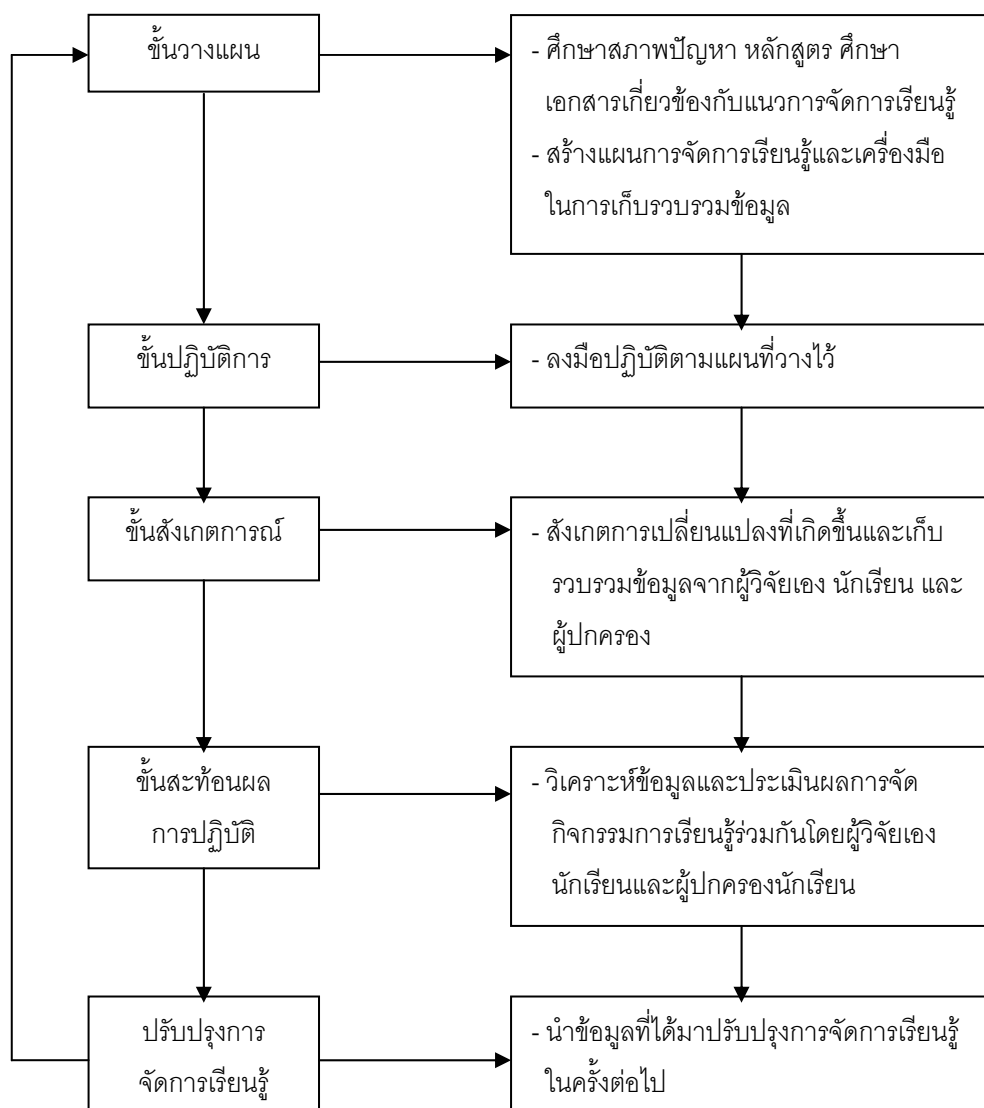 ขั้นวางแผน
- ศึกษาสภาพปัญหา หลักสูตร ศึกษา
เอกสารเกี่ยวข้องกับแนวการจัดการเรียนรู้
- สร้างแผนการจัดการเรียนรู้และเครื่องมือ
ในการเก็บรวบรวมข้อมูล
ขั้นปฏิบัติการ
- ลงมือปฏิบัติตามแผนที่วางไว้
ขั้นสังเกตการณ์
- สังเกตการเปลี่ยนแปลงที่เกิดขึ้นและเก็บ
รวบรวมข้อมูลจากผู้วิจัยเอง นักเรียน และ
ผู้ปกครอง
ขั้นสะท้อนผล
การปฏิบัติ
- วิเคราะห์ข้อมูลและประเมินผลการจัด
กิจกรรมการเรียนรู้ร่วมกันโดยผู้วิจัยเอง
นักเรียนและผู้ปกครองนักเรียน
ปรับปรุงการ
จัดการเรียนรู้
- นำข้อมูลที่ได้มาปรับปรุงการจัดการเรียนรู้
ในครั้งต่อไป